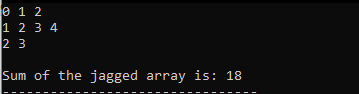 0 1 2
1 2 3 4
2 3
Sum of the jagged array is: 18
--------------------------------